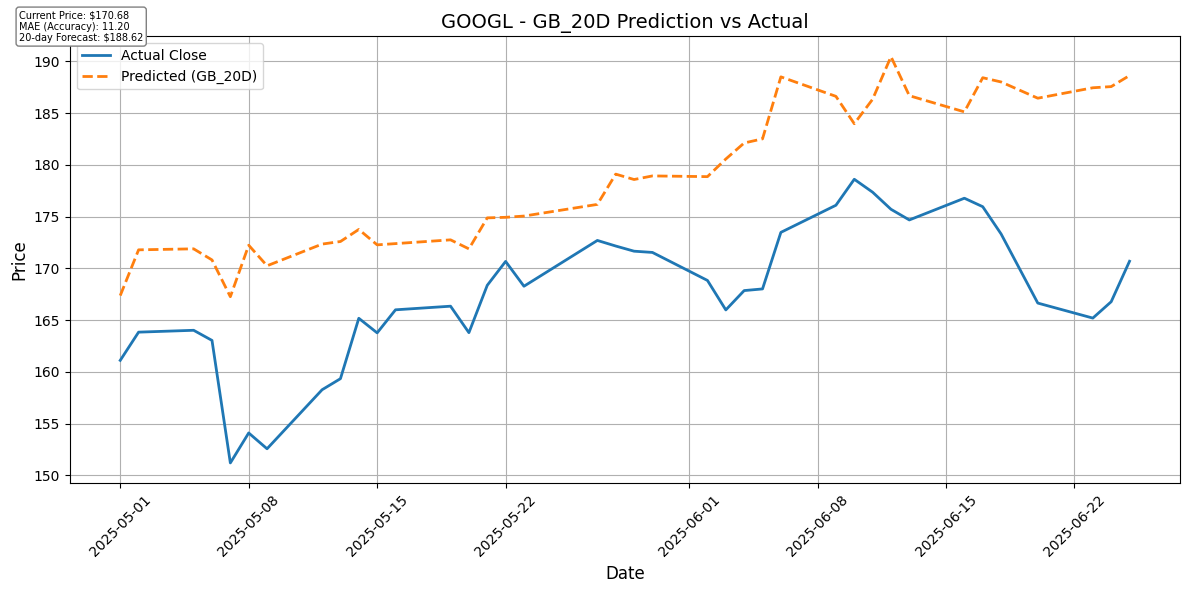 GOOGL - GB_20D Prediction vs Actual
Current Price: $170.68
MAE (Accuracy): 11.20
20-day Forecast: $188.62
Actual Close
Predicted (GB_20D)
Price
190
185
180
175
170
165
160
155
150
2025-05-01
2025-05-08
2025-05-15
2025-05-22
2025-06-01
2025-06-08
2025-06-15
2025-06-22
Date